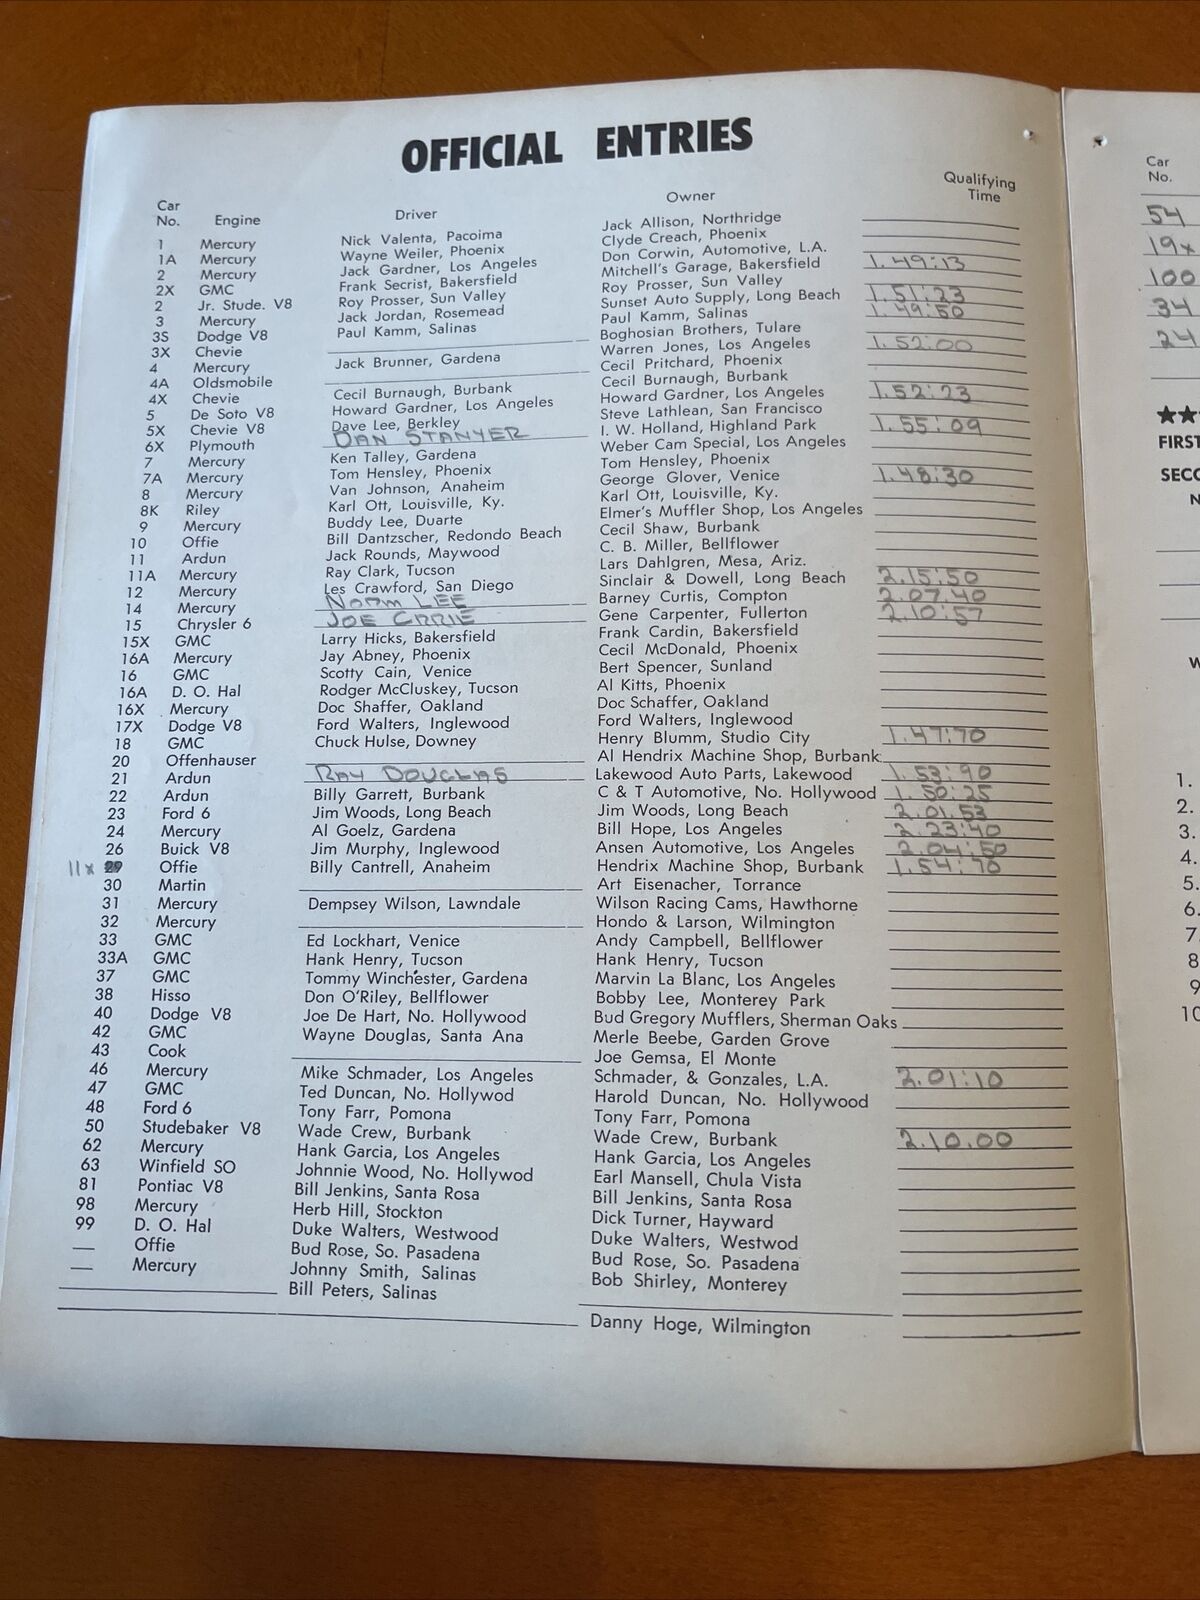 OFFICIAL ENTRIES
Car No. Engine Driver Owner Qualifying Time
1 Mercury Nick Valenta, Pacoima Jack Allison, Northridge
1A Mercury Wayne Weiler, Phoenix Clyde Creach, Phoenix
2 Mercury Jack Gardner, Los Angeles Don Corwin, Automotive, L.A.
2X GMC Frank Secrist, Bakersfield Mitchell's Garage, Bakersfield 1.49:13
2 Jr. Stude. V8 Roy Prosser, Sun Valley Roy Prosser, Sun Valley
3 Mercury Jack Jordan, Rosemead Sunset Auto Supply, Long Beach 1.51:23
3S Dodge V8 Paul Kamm, Salinas Paul Kamm, Salinas 1.49:50
3X Chevie Boghosian Brothers, Tulare
4 Mercury Jack Brunner, Gardena Warren Jones, Los Angeles 1.52:00
4A Oldsmobile Cecil Pritchard, Phoenix
4X Chevie Cecil Burnaugh, Burbank Cecil Burnaugh, Burbank
5 De Soto V8 Howard Gardner, Los Angeles Howard Gardner, Los Angeles 1.52:23
5X Chevie V8 Dave Lee, Berkley Steve Lathlean, San Francisco
6X Plymouth DAN STANYER I. W. Holland, Highland Park 1.55:09
7 Mercury Ken Talley, Gardena Weber Cam Special, Los Angeles
7A Mercury Tom Hensley, Phoenix Tom Hensley, Phoenix
8 Mercury Van Johnson, Anaheim George Glover, Venice 1.48:30
8K Riley Karl Ott, Louisville, Ky. Karl Ott, Louisville, Ky.
9 Mercury Buddy Lee, Duarte Elmer's Muffler Shop, Los Angeles
10 Offie Bill Dantzscher, Redondo Beach Cecil Shaw, Burbank
11 Ardun Jack Rounds, Maywood C. B. Miller, Bellflower
11A Mercury Ray Clark, Tucson Lars Dahlgren, Mesa, Ariz.
12 Mercury Les Crawford, San Diego Sinclair & Dowell, Long Beach 2.15:50
14 Mercury NORM LEE Barney Curtis, Compton 2.07.40
15 Chrysler 6 JOE CRRIE Gene Carpenter, Fullerton 2.10:57
15X GMC Larry Hicks, Bakersfield Frank Cardin, Bakersfield
16A Mercury Jay Abney, Phoenix Cecil McDonald, Phoenix
16 GMC Scotty Cain, Venice Bert Spencer, Sunland
16A D. O. Hal Rodger McCluskey, Tucson Al Kitts, Phoenix
16X Mercury Doc Shaffer, Oakland Doc Schaffer, Oakland
17X Dodge V8 Ford Walters, Inglewood Ford Walters, Inglewood
18 GMC Chuck Hulse, Downey Henry Blumm, Studio City 1.47:70
20 Offenhauser Al Hendrix Machine Shop, Burbank
21 Ardun RAY DOUGLAS Lakewood Auto Parts, Lakewood 1.53:90
22 Ardun Billy Garrett, Burbank C & T Automotive, No. Hollywood 1.50:25
23 Ford 6 Jim Woods, Long Beach Jim Woods, Long Beach 2.01.53
24 Mercury Al Goelz, Gardena Bill Hope, Los Angeles 2.23:40
26 Buick V8 Jim Murphy, Inglewood Ansen Automotive, Los Angeles 2.04:50
11x 29 Offie Billy Cantrell, Anaheim Hendrix Machine Shop, Burbank 1.54:70
30 Martin Art Eisenacher, Torrance
31 Mercury Dempsey Wilson, Lawndale Wilson Racing Cams, Hawthorne
32 Mercury Hondo & Larson, Wilmington
33 GMC Ed Lockhart, Venice Andy Campbell, Bellflower
33A GMC Hank Henry, Tucson Hank Henry, Tucson
37 GMC Tommy Winchester, Gardena Marvin La Blanc, Los Angeles
38 Hisso Don O'Riley, Bellflower Bobby Lee, Monterey Park
40 Dodge V8 Joe De Hart, No. Hollywood Bud Gregory Mufflers, Sherman Oaks
42 GMC Wayne Douglas, Santa Ana Merle Beebe, Garden Grove
43 Cook Joe Gemsa, El Monte
46 Mercury Mike Schmader, Los Angeles Schmader, & Gonzales, L.A. 2.01:10
47 GMC Ted Duncan, No. Hollywod Harold Duncan, No. Hollywood
48 Ford 6 Tony Farr, Pomona Tony Farr, Pomona
50 Studebaker V8 Wade Crew, Burbank Wade Crew, Burbank 2.10.00
62 Mercury Hank Garcia, Los Angeles Hank Garcia, Los Angeles
63 Winfield SO Johnnie Wood, No. Hollywod Earl Mansell, Chula Vista
81 Pontiac V8 Bill Jenkins, Santa Rosa Bill Jenkins, Santa Rosa
98 Mercury Herb Hill, Stockton Dick Turner, Hayward
99 D. O. Hal Duke Walters, Westwood Duke Walters, Westwod
— Offie Bud Rose, So. Pasadena Bud Rose, So. Pasadena
— Mercury Johnny Smith, Salinas Bob Shirley, Monterey
Bill Peters, Salinas
Danny Hoge, Wilmington
Car No.
54
19x
100
34
24
★★
FIRST
SECO
N
W
1.
2.
3.
4.
5.
6.
7.
8
9
10